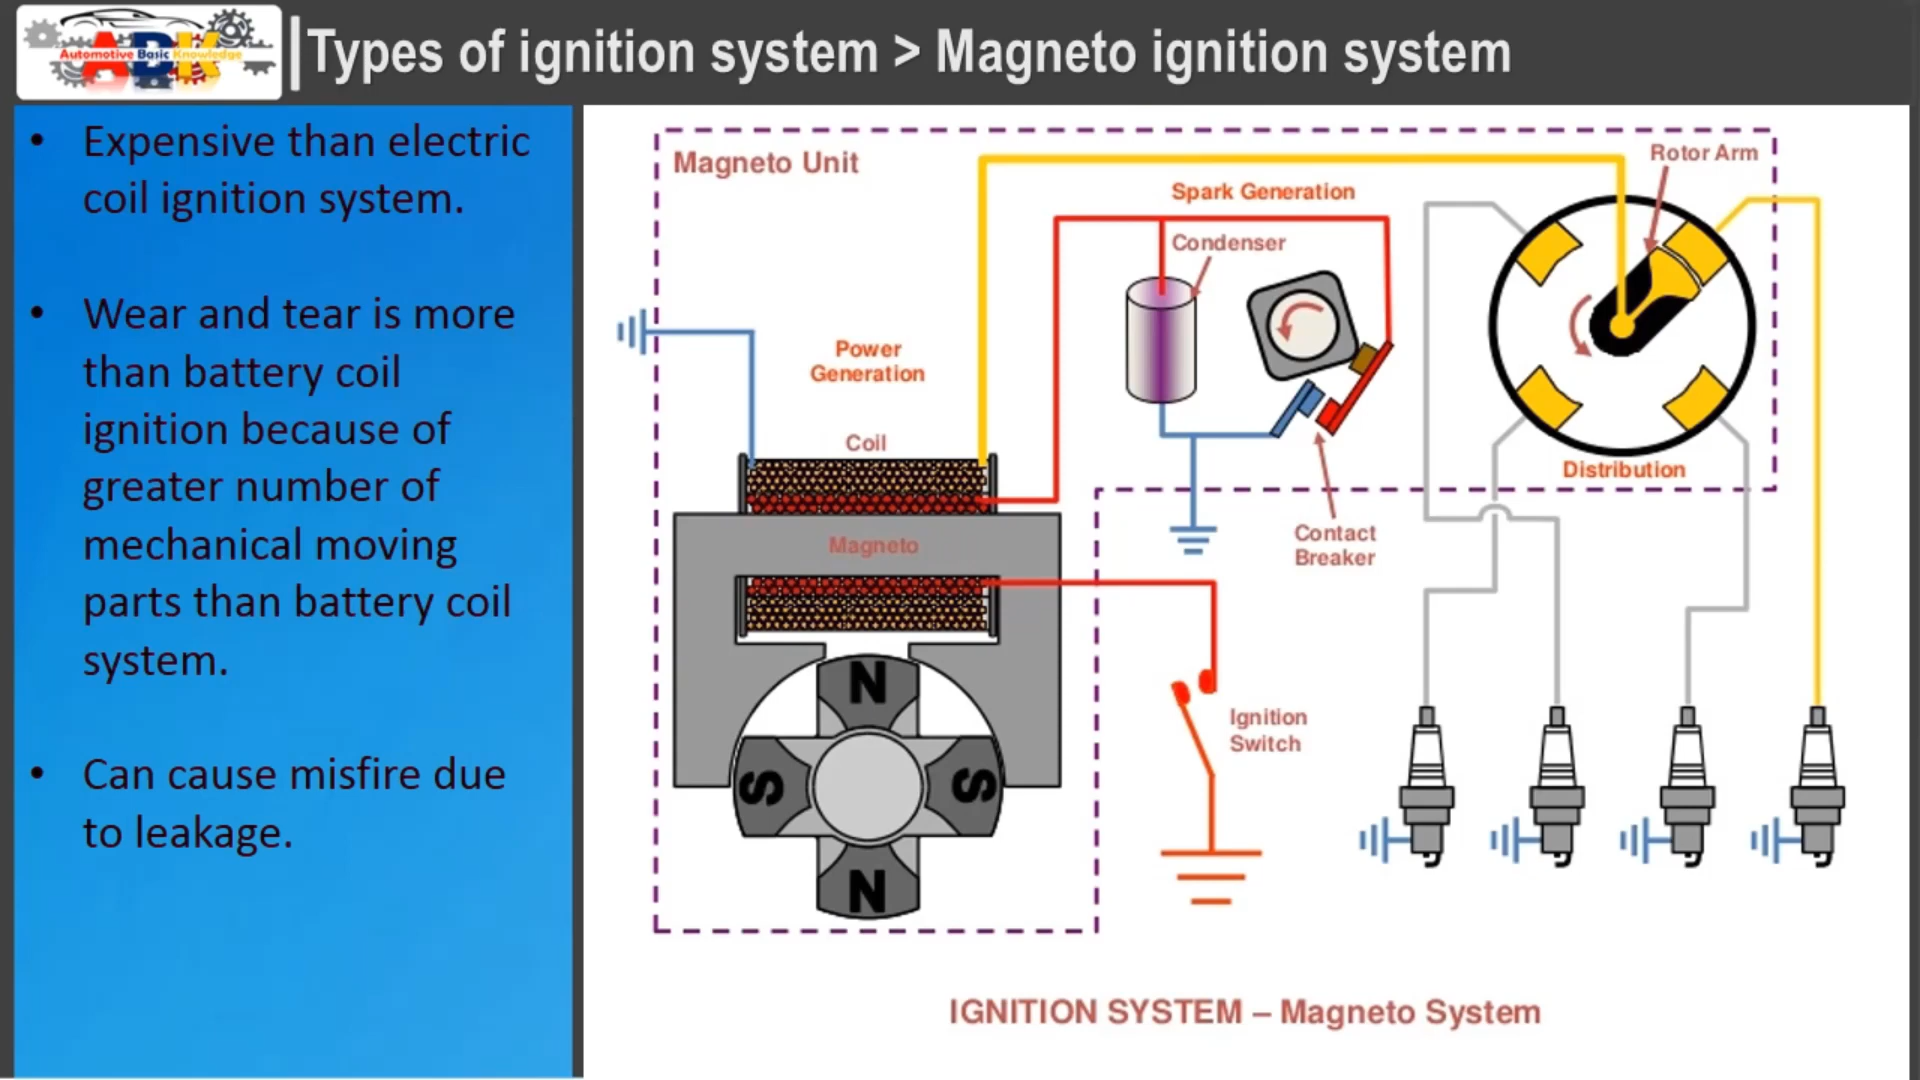 Automotive Basic Knowledge
ABK
Types of ignition system > Magneto ignition system
• Expensive than electric
coil ignition system.
• Wear and tear is more
than battery coil
ignition because of
greater number of
mechanical moving
parts than battery coil
system.
• Can cause misfire due
to leakage.
Magneto Unit
Rotor Arm
Spark Generation
Condenser
Power
Generation
Coil
Distribution
Contact
Breaker
Magneto
N
S
S
N
Ignition
Switch
IGNITION SYSTEM – Magneto System